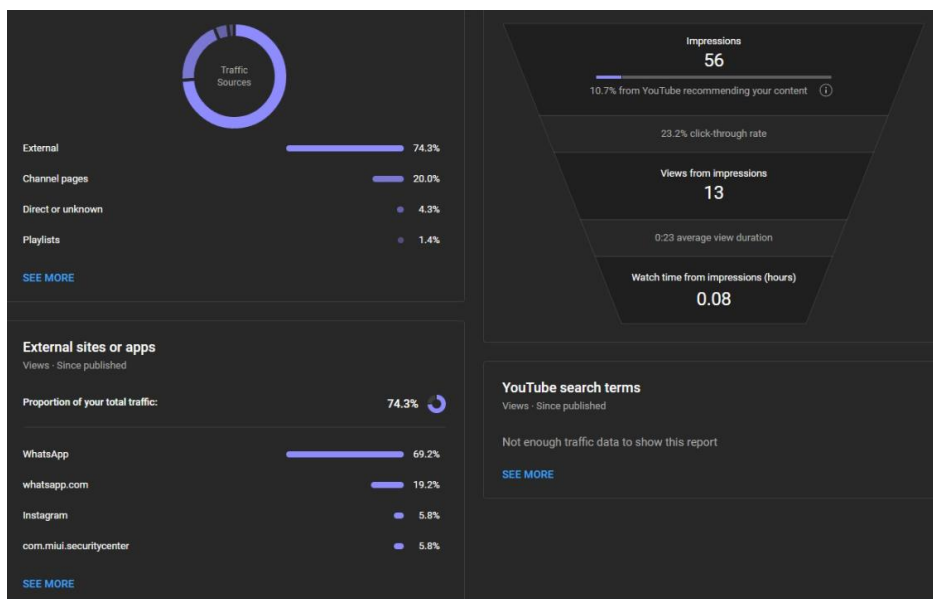 Traffic
Sources
External 74.3%
Channel pages 20.0%
Direct or unknown 4.3%
Playlists 1.4%
SEE MORE
External sites or apps
Views · Since published
Proportion of your total traffic: 74.3%
WhatsApp 69.2%
whatsapp.com 19.2%
Instagram 5.8%
com.miui.securitycenter 5.8%
SEE MORE
Impressions
56
10.7% from YouTube recommending your content
23.2% click-through rate
Views from impressions
13
0:23 average view duration
Watch time from impressions (hours)
0.08
YouTube search terms
Views · Since published
Not enough traffic data to show this report
SEE MORE